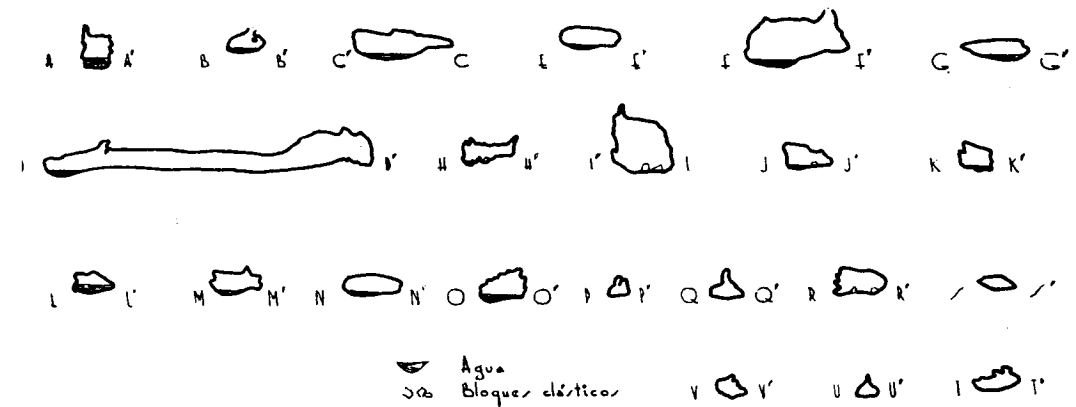 A A' B B' C' C E E' F F' G G'
D D' H H' I' I J J' K K'
L L' M M' N N' O O' P P' Q Q' R R' S S'
Agua
Bloques clásticos V V' U U' T T'